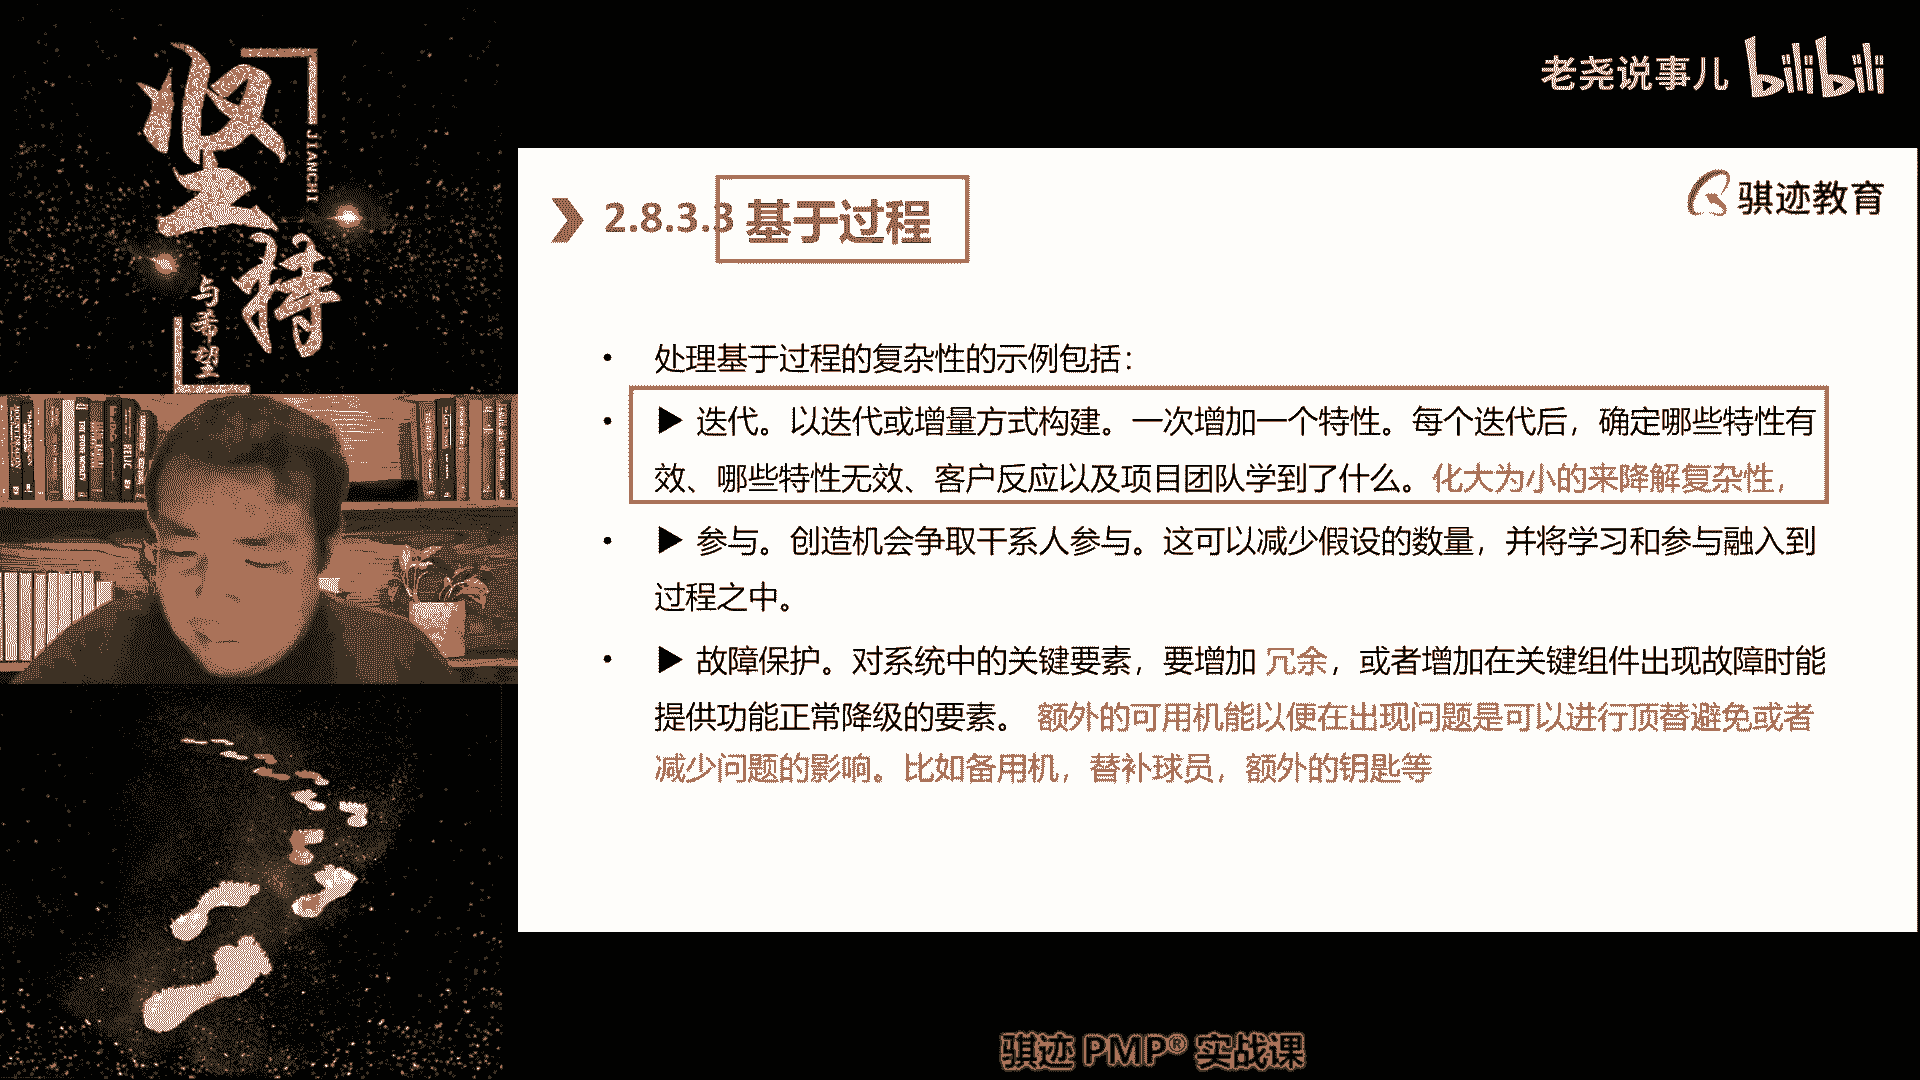 坚持
JIANCHI
与希望
老尧说事儿 bilibili
骐迹教育
2.8.3.3 基于过程
• 处理基于过程的复杂性的示例包括：
• ▶ 迭代。以迭代或增量方式构建。一次增加一个特性。每个迭代后，确定哪些特性有
效、哪些特性无效、客户反应以及项目团队学到了什么。化大为小的来降解复杂性，
• ▶ 参与。创造机会争取干系人参与。这可以减少假设的数量，并将学习和参与融入到
过程之中。
• ▶ 故障保护。对系统中的关键要素，要增加 冗余，或者增加在关键组件出现故障时能
提供功能正常降级的要素。 额外的可用机能以便在出现问题是可以进行顶替避免或者
减少问题的影响。比如备用机，替补球员，额外的钥匙等
骐迹 PMP® 实战课